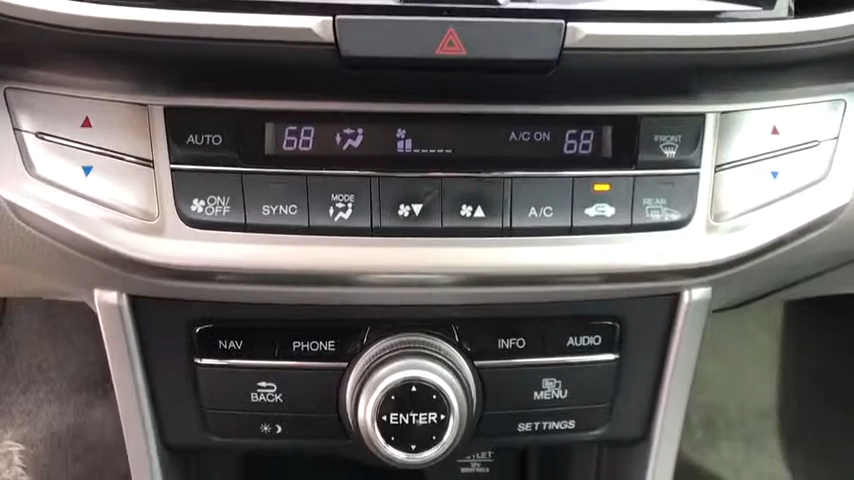 AUTO 68 A/C ON 68 FRONT
ON/OFF SYNC MODE A/C REAR
NAV PHONE INFO AUDIO
BACK ENTER MENU
SETTINGS